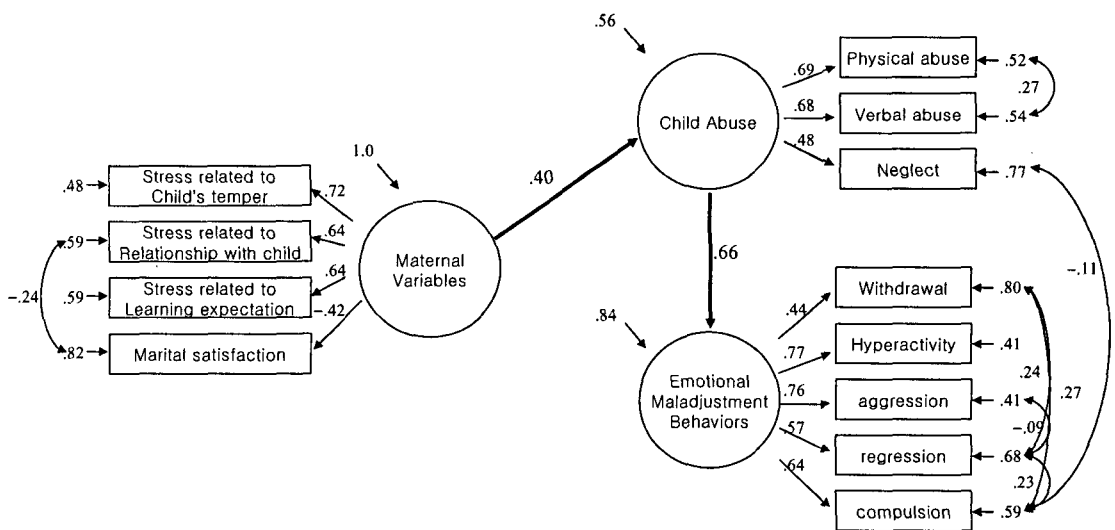 .56
Physical abuse
.52
.69
.27
.68
Child Abuse
Verbal abuse
.54
.48
1.0
Neglect
.77
.40
Stress related to
Child's temper
.48
.72
Stress related to
Relationship with child
.59
.64
Maternal
Variables
.66
-.11
-.24
Stress related to
Learning expectation
.59
.64
Withdrawal
.80
-.42
.84
.44
Marital satisfaction
.82
Hyperactivity
.41
.77
.24
.27
Emotional
Maladjustment
Behaviors
.76
aggression
.41
-.09
.57
regression
.68
.64
.23
compulsion
.59